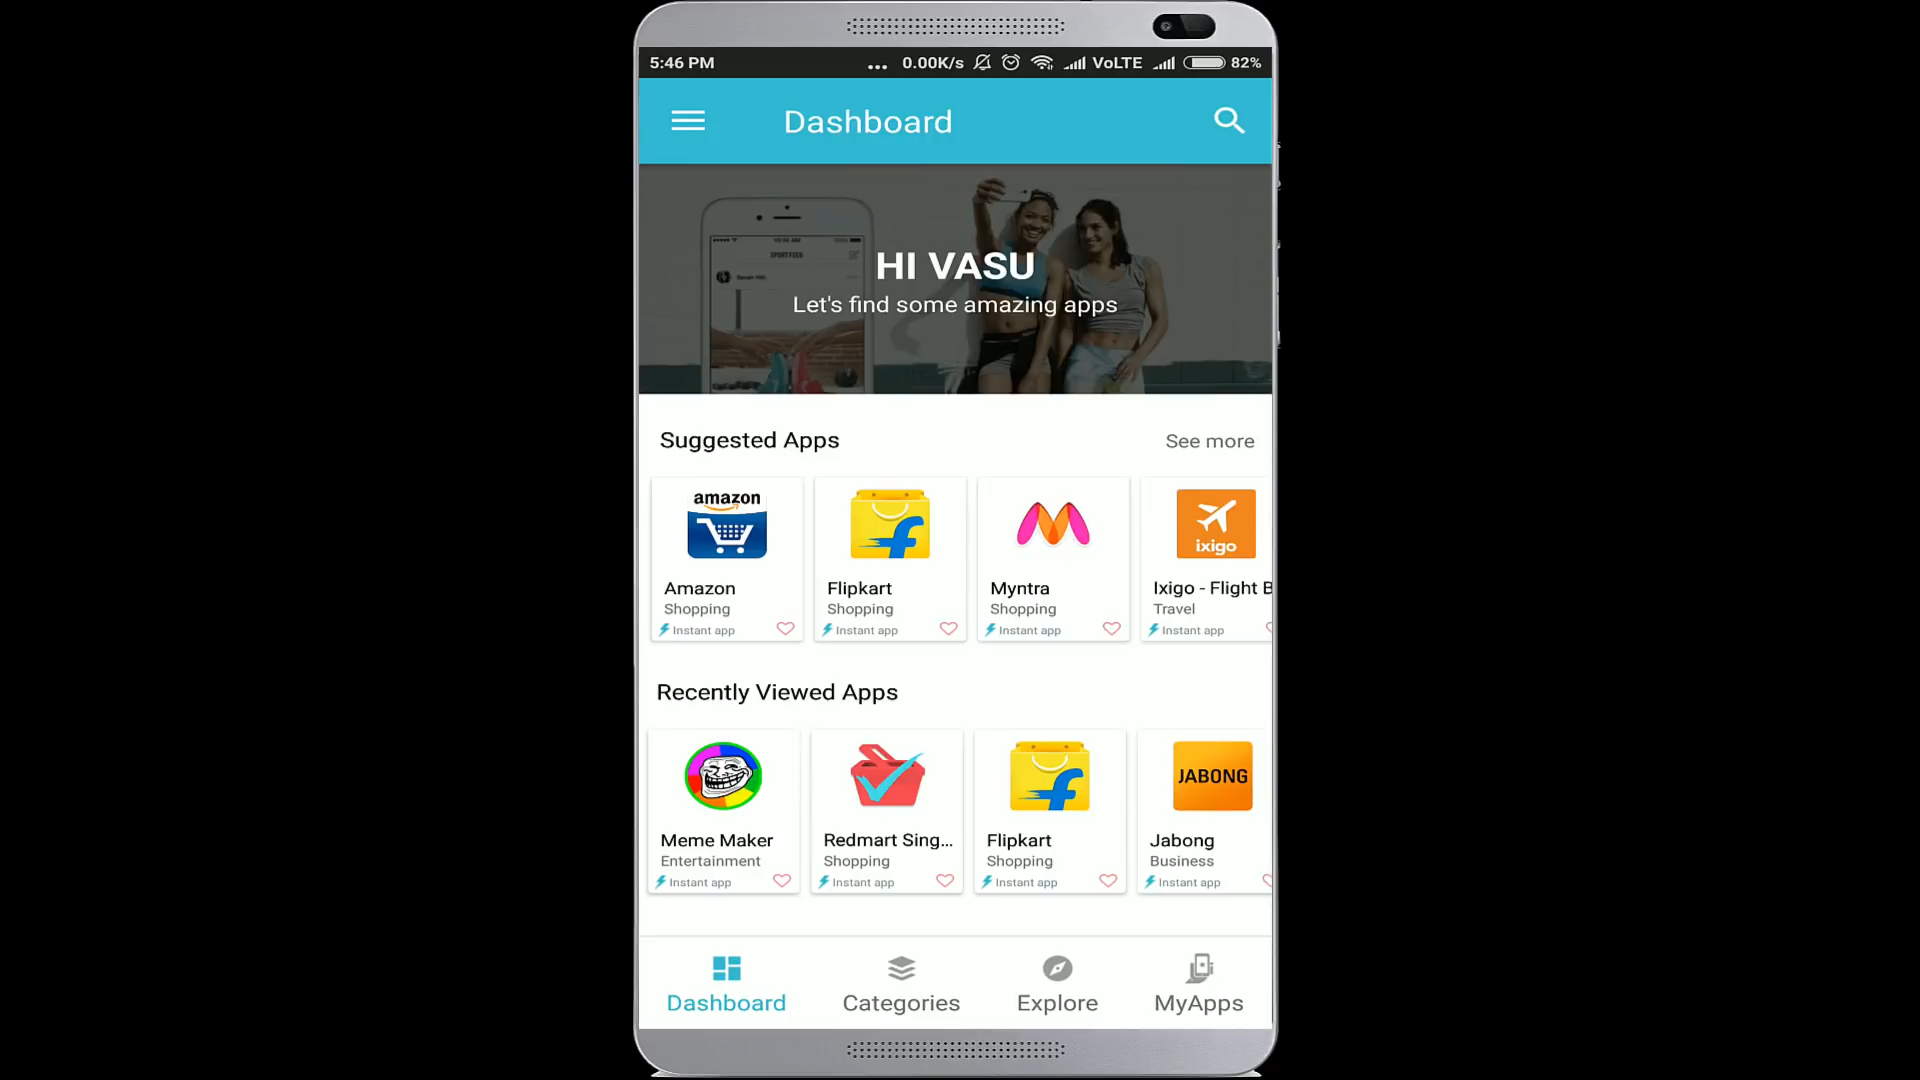 5:46 PM ... 0.00K/s VoLTE 82%
Dashboard
SPORT FEED
HI VASU
Let's find some amazing apps
Suggested Apps See more
amazon
ixigo
Amazon Flipkart Myntra Ixigo - Flight B
Shopping Shopping Shopping Travel
Instant app Instant app Instant app Instant app
Recently Viewed Apps
JABONG
Meme Maker Redmart Sing... Flipkart Jabong
Entertainment Shopping Shopping Business
Instant app Instant app Instant app Instant app
Dashboard Categories Explore MyApps